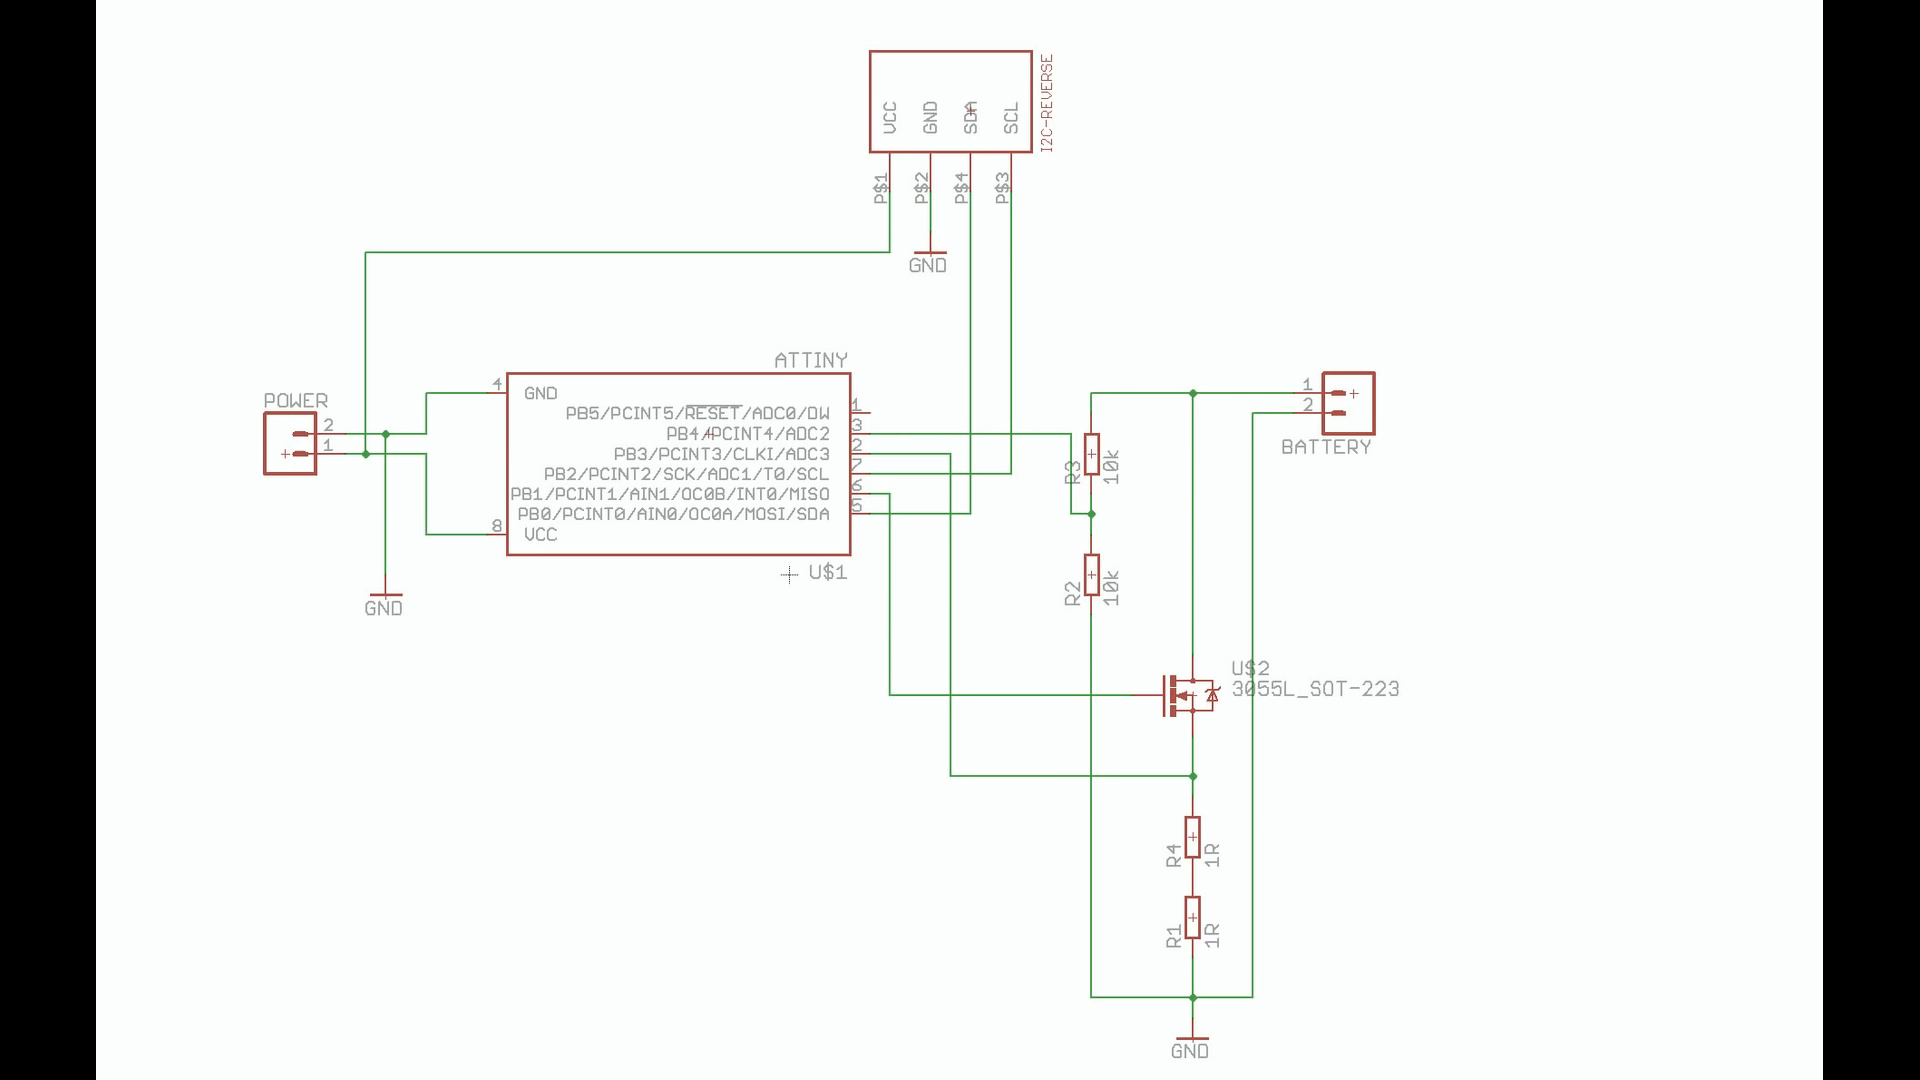 I2C-REVERSE
VCC
GND
SDA
SCL
P$1
P$2
P$4
P$3
GND
ATTINY
POWER
2
1
4
GND
8
VCC
PB5/PCINT5/RESET/ADC0/DW
1
PB4/PCINT4/ADC2
3
PB3/PCINT3/CLKI/ADC3
2
PB2/PCINT2/SCK/ADC1/T0/SCL
7
PB1/PCINT1/AIN1/OC0B/INT0/MISO
6
PB0/PCINT0/AIN0/OC0A/MOSI/SDA
5
U$1
GND
1
2
BATTERY
R3
10k
R2
10k
U$2
3055L_SOT-223
R4
1R
R1
1R
GND